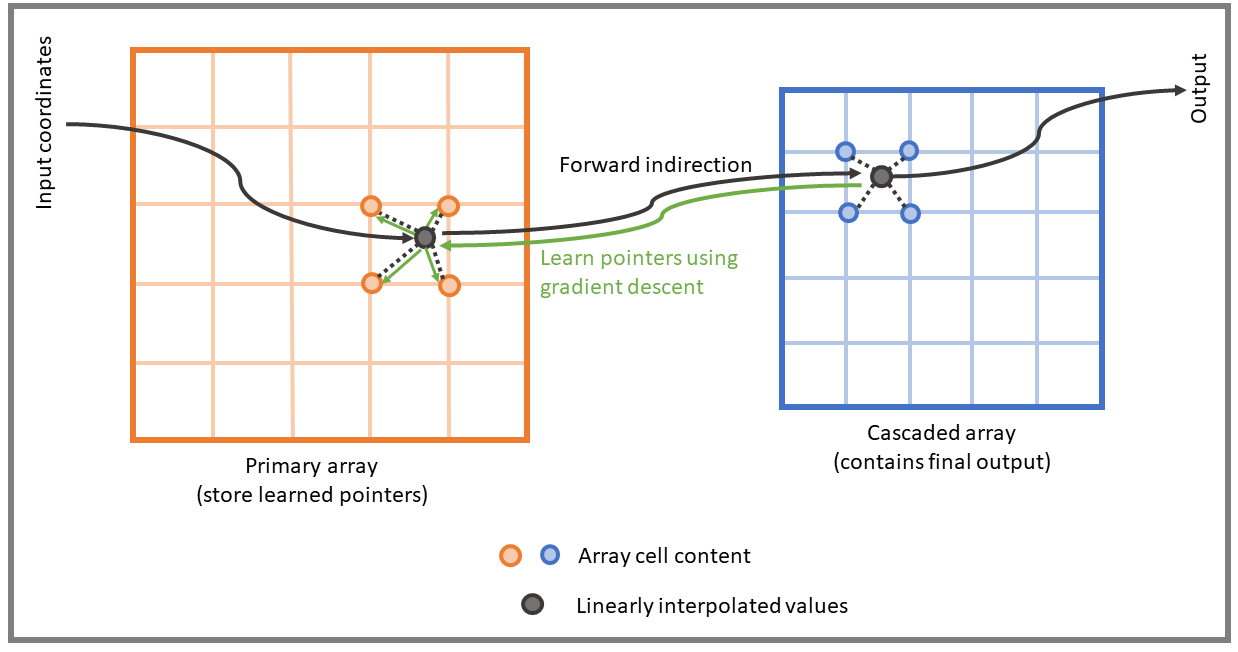 Input coordinates
Output
Forward indirection
Learn pointers using
gradient descent
Primary array
(store learned pointers)
Cascaded array
(contains final output)
Array cell content
Linearly interpolated values